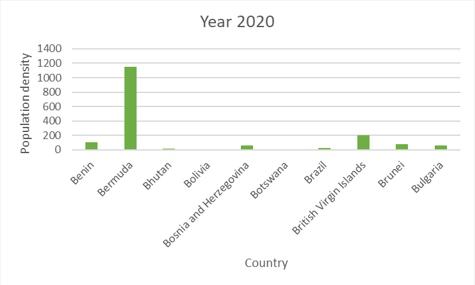 Year 2020
Population density
1400
1200
1000
800
600
400
200
0
Benin
Bermuda
Bhutan
Bolivia
Bosnia and Herzegovina
Botswana
Brazil
British Virgin Islands
Brunei
Bulgaria
Country